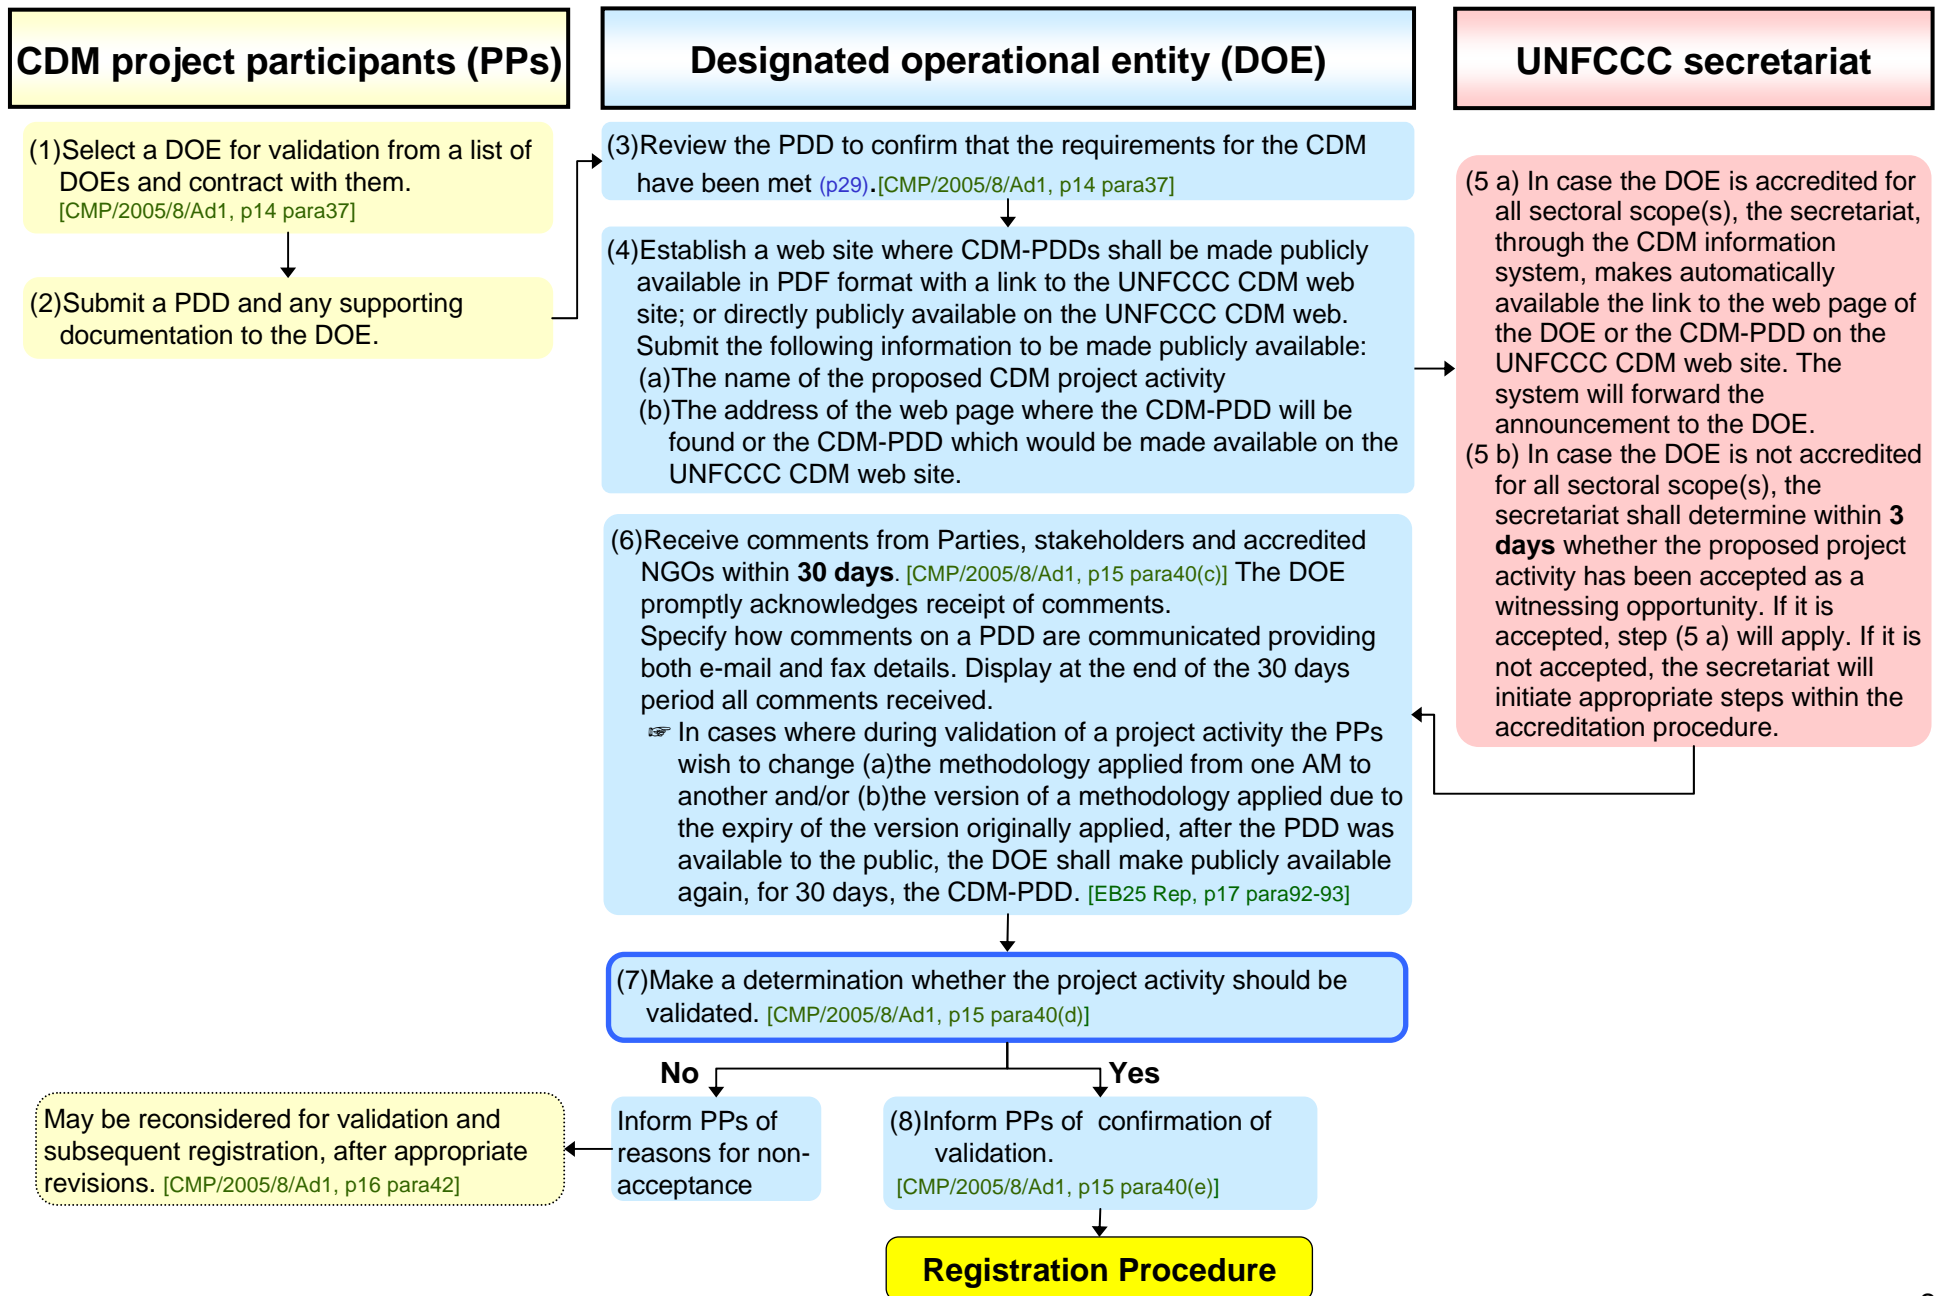 CDM project participants (PPs)
Designated operational entity (DOE)
UNFCCC secretariat
(1)Select a DOE for validation from a list of
DOEs and contract with them.
[CMP/2005/8/Ad1, p14 para37]
(2)Submit a PDD and any supporting
documentation to the DOE.
(3)Review the PDD to confirm that the requirements for the CDM
have been met (p29).[CMP/2005/8/Ad1, p14 para37]
(4)Establish a web site where CDM-PDDs shall be made publicly
available in PDF format with a link to the UNFCCC CDM web
site; or directly publicly available on the UNFCCC CDM web.
Submit the following information to be made publicly available:
(a)The name of the proposed CDM project activity
(b)The address of the web page where the CDM-PDD will be
found or the CDM-PDD which would be made available on the
UNFCCC CDM web site.
(5 a) In case the DOE is accredited for
all sectoral scope(s), the secretariat,
through the CDM information
system, makes automatically
available the link to the web page of
the DOE or the CDM-PDD on the
UNFCCC CDM web site. The
system will forward the
announcement to the DOE.
(5 b) In case the DOE is not accredited
for all sectoral scope(s), the
secretariat shall determine within 3
days whether the proposed project
activity has been accepted as a
witnessing opportunity. If it is
accepted, step (5 a) will apply. If it is
not accepted, the secretariat will
initiate appropriate steps within the
accreditation procedure.
(6)Receive comments from Parties, stakeholders and accredited
NGOs within 30 days. [CMP/2005/8/Ad1, p15 para40(c)] The DOE
promptly acknowledges receipt of comments.
Specify how comments on a PDD are communicated providing
both e-mail and fax details. Display at the end of the 30 days
period all comments received.
☞ In cases where during validation of a project activity the PPs
wish to change (a)the methodology applied from one AM to
another and/or (b)the version of a methodology applied due to
the expiry of the version originally applied, after the PDD was
available to the public, the DOE shall make publicly available
again, for 30 days, the CDM-PDD. [EB25 Rep, p17 para92-93]
(7)Make a determination whether the project activity should be
validated. [CMP/2005/8/Ad1, p15 para40(d)]
No
Yes
May be reconsidered for validation and
subsequent registration, after appropriate
revisions. [CMP/2005/8/Ad1, p16 para42]
Inform PPs of
reasons for non-
acceptance
(8)Inform PPs of confirmation of
validation.
[CMP/2005/8/Ad1, p15 para40(e)]
Registration Procedure